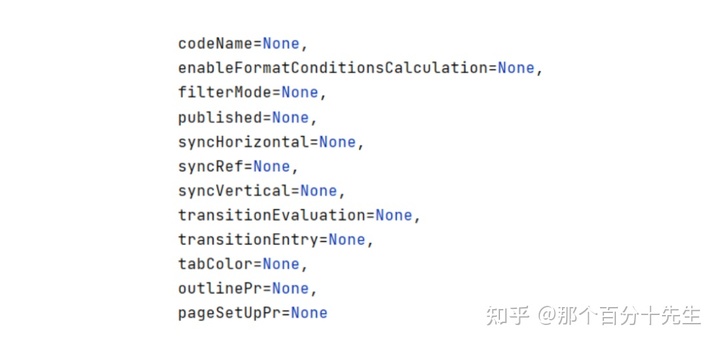 codeName=None,
enableFormatConditionsCalculation=None,
filterMode=None,
published=None,
syncHorizontal=None,
syncRef=None,
syncVertical=None,
transitionEvaluation=None,
transitionEntry=None,
tabColor=None,
outlinePr=None,
pageSetUpPr=None
知乎 @那个百分十先生